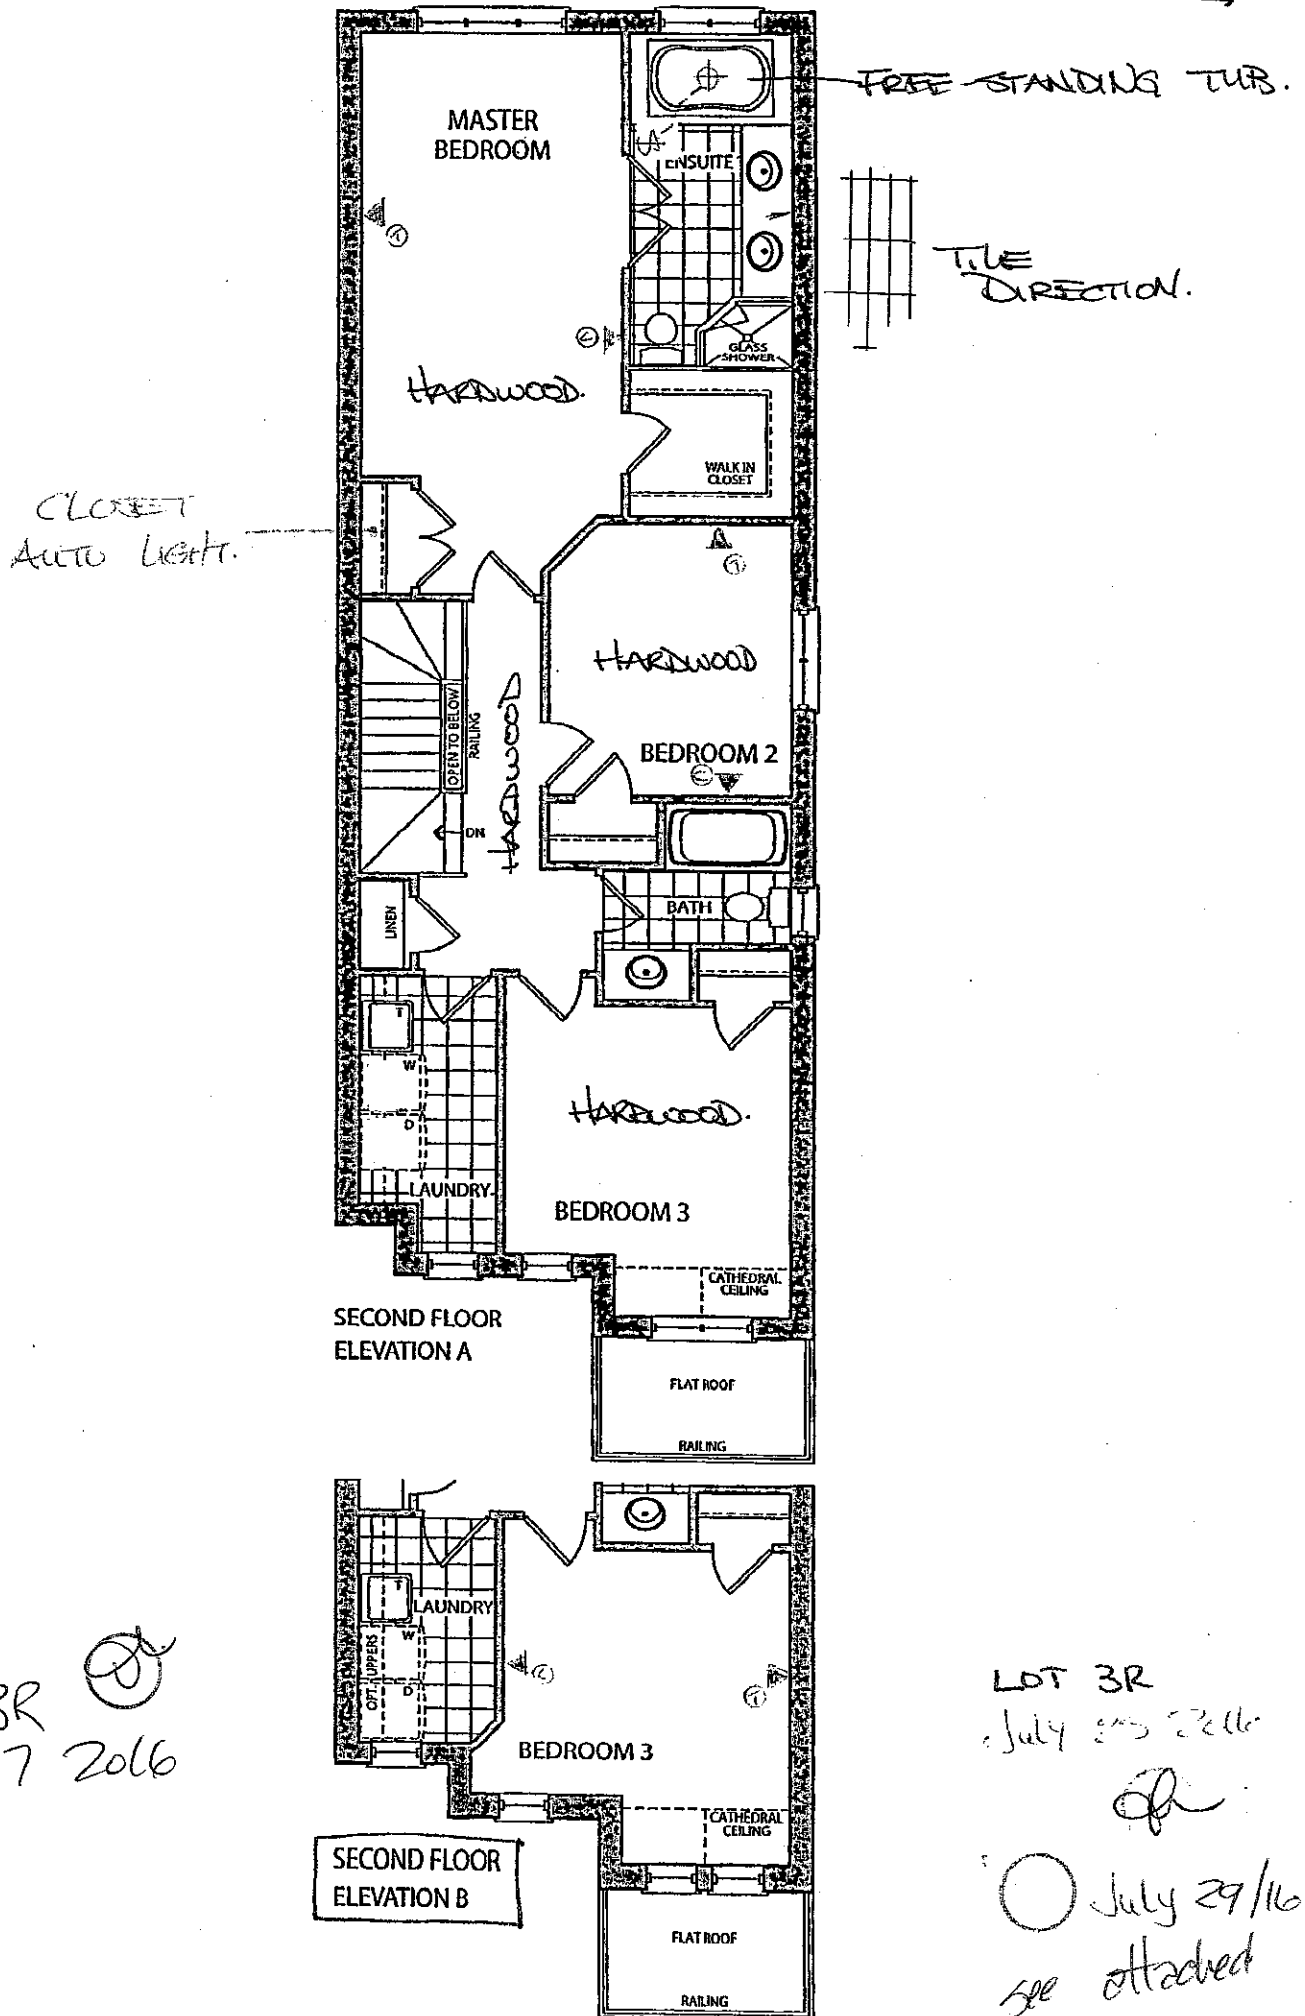 FREE-STANDING TUB.
MASTER
BEDROOM
ENSUITE
TILE
DIRECTION.
GLASS
SHOWER
HARDWOOD.
WALK IN
CLOSET
CLOSET
AUTO LIGHT.
HARDWOOD
OPEN TO BELOW
RAILING
HARDWOOD
BEDROOM 2
DN
LINEN
BATH
T
W
D
HARDWOOD.
LAUNDRY
BEDROOM 3
CATHEDRAL
CEILING
SECOND FLOOR
ELEVATION A
FLAT ROOF
RAILING
T
LAUNDRY
W
OPT. UPPERS
D
3R
7 2016
LOT 3R
July 2016
BEDROOM 3
CATHEDRAL
CEILING
SECOND FLOOR
ELEVATION B
July 29/16
see attached
FLAT ROOF
RAILING